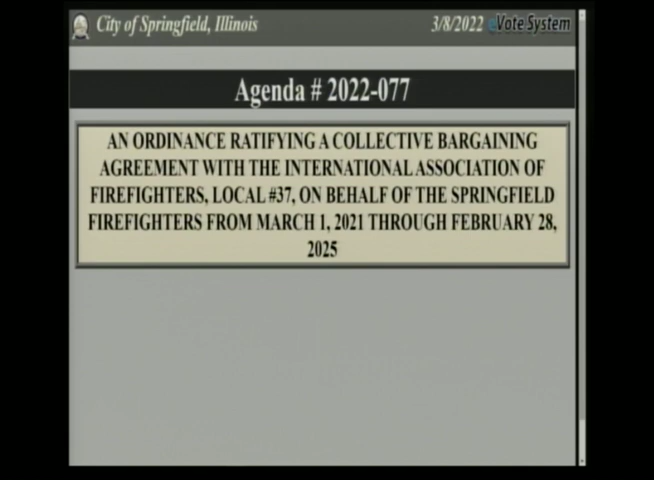 City of Springfield, Illinois
3/8/2022 eVote System
Agenda # 2022-077
AN ORDINANCE RATIFYING A COLLECTIVE BARGAINING
AGREEMENT WITH THE INTERNATIONAL ASSOCIATION OF
FIREFIGHTERS, LOCAL #37, ON BEHALF OF THE SPRINGFIELD
FIREFIGHTERS FROM MARCH 1, 2021 THROUGH FEBRUARY 28,
2025